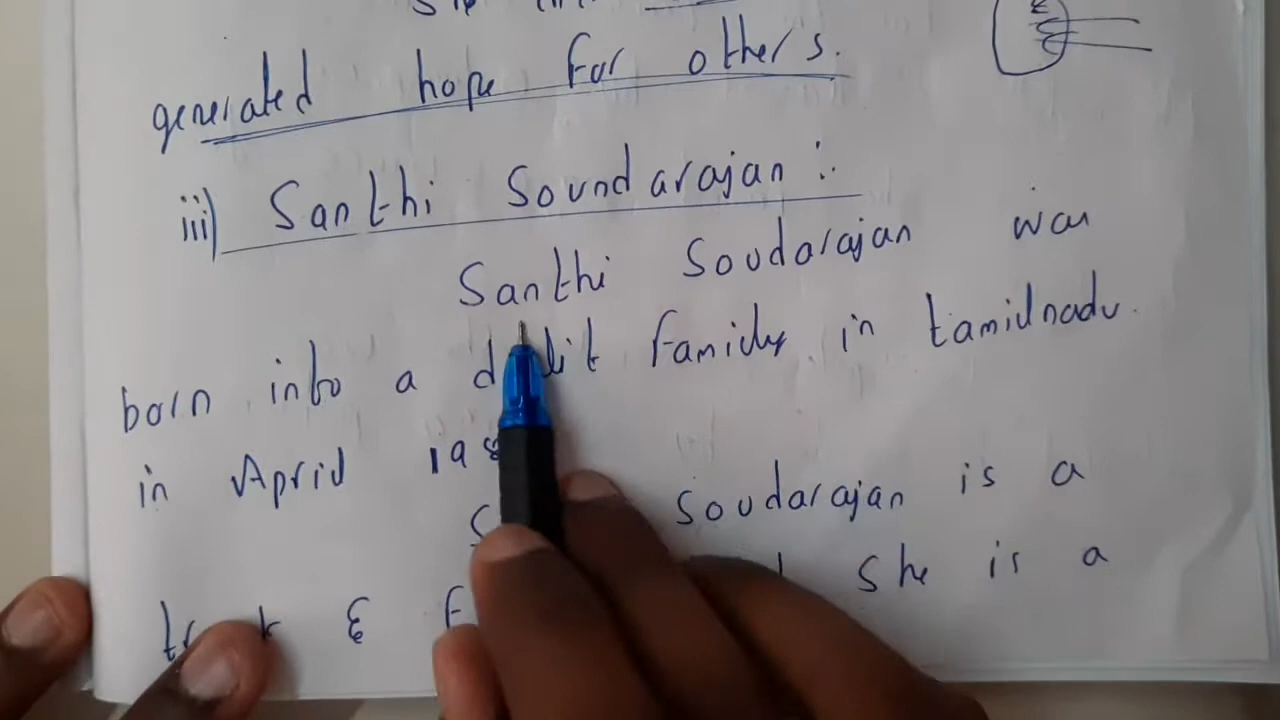 generated hope for others.
iii) Santhi Soundarajan :
Santhi Soudarajan was
born into a dalit family in tamilnadu.
in April 198
Soudarajan is a
& she is a